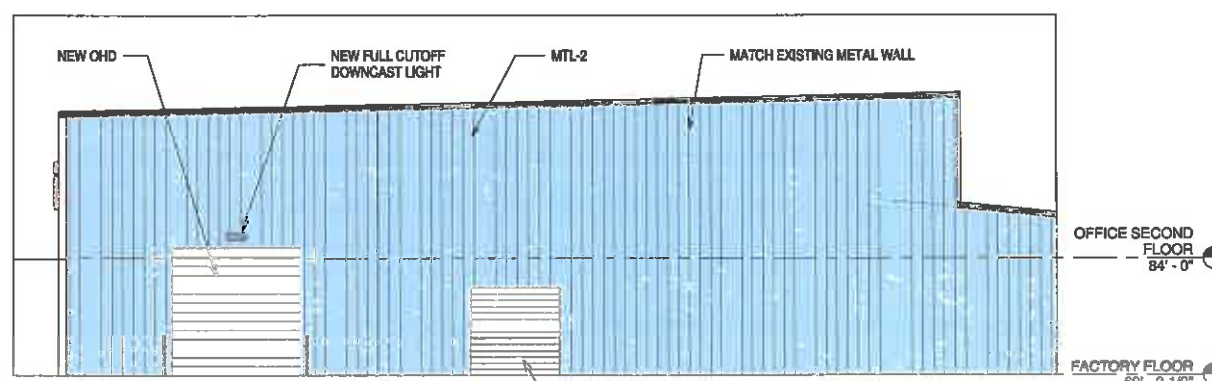 NEW OHD
NEW FULL CUTOFF
DOWNCAST LIGHT
MTL-2
MATCH EXISTING METAL WALL
OFFICE SECOND
FLOOR
84' - 0"
FACTORY FLOOR